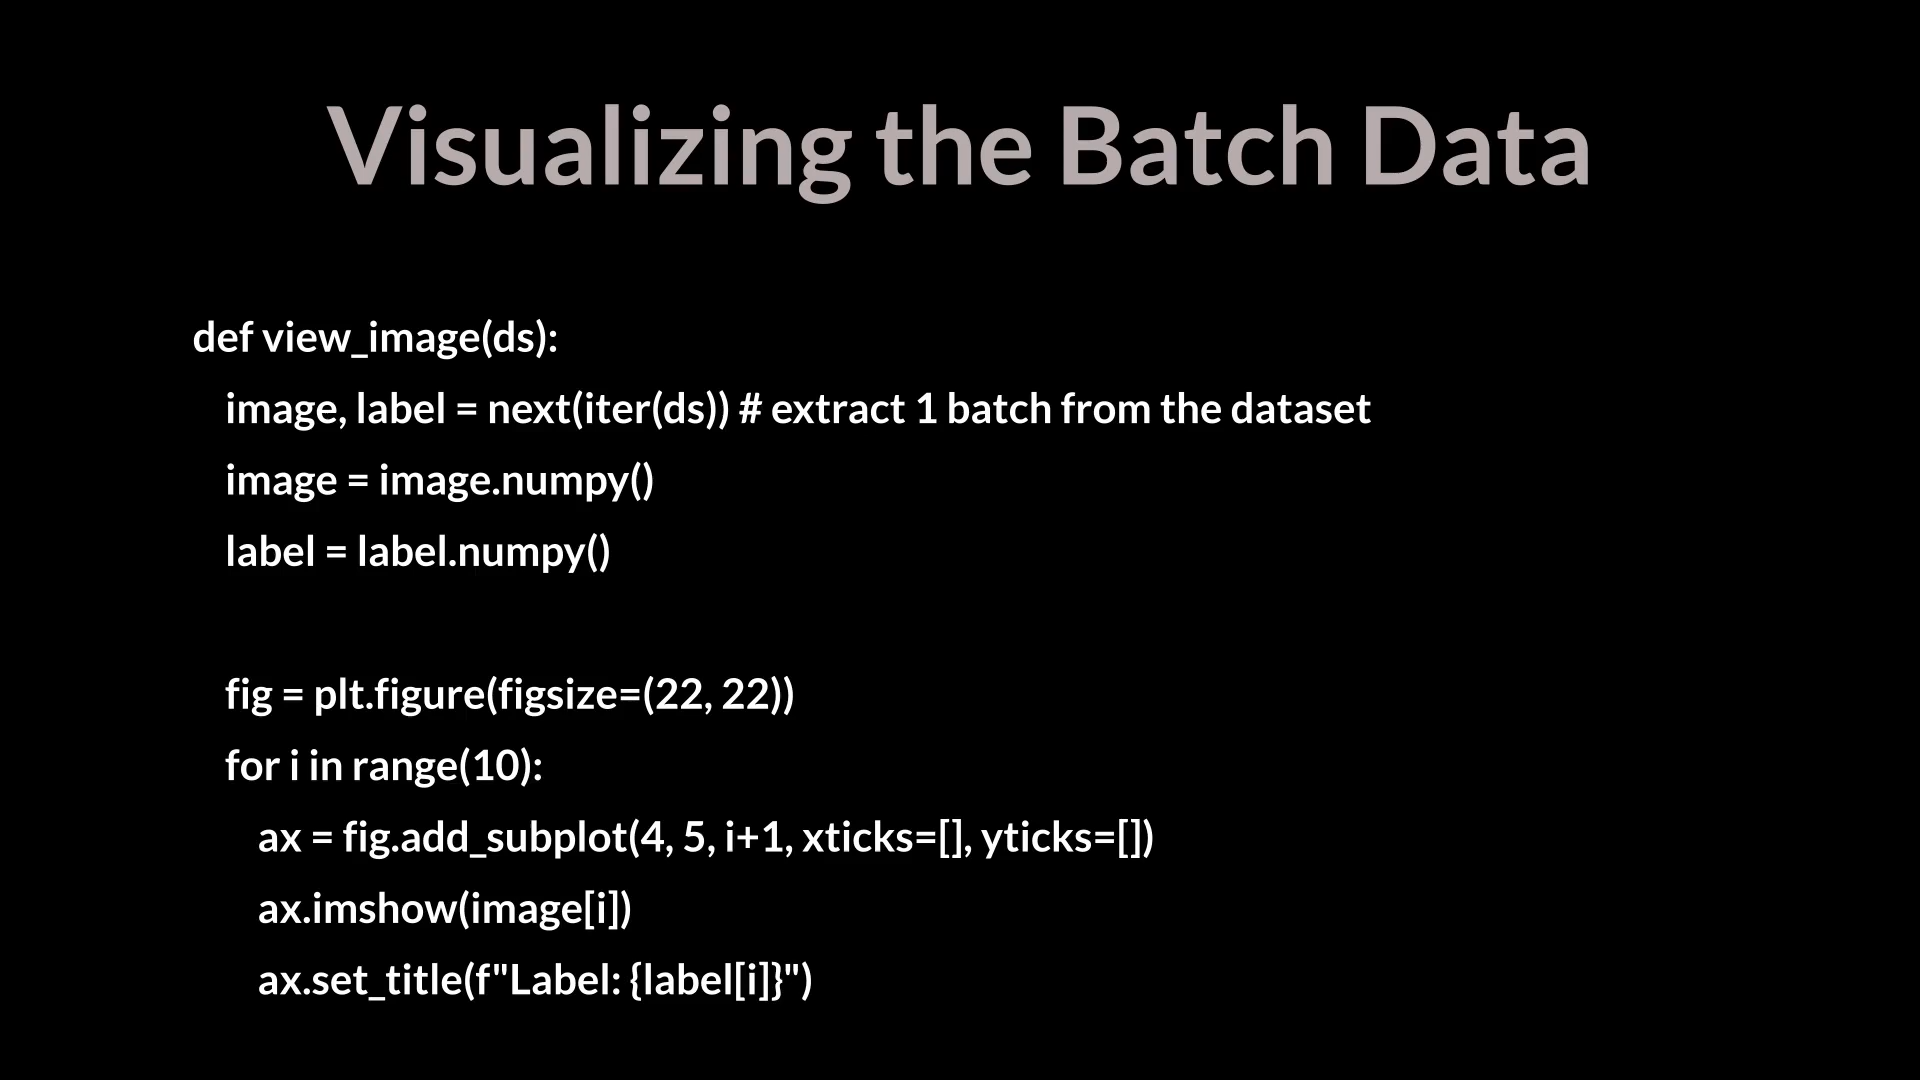 Visualizing the Batch Data
def view_image(ds):
image, label = next(iter(ds)) # extract 1 batch from the dataset
image = image.numpy()
label = label.numpy()
fig = plt.figure(figsize=(22, 22))
for i in range(10):
ax = fig.add_subplot(4, 5, i+1, xticks=[], yticks=[])
ax.imshow(image[i])
ax.set_title(f"Label: {label[i]}")